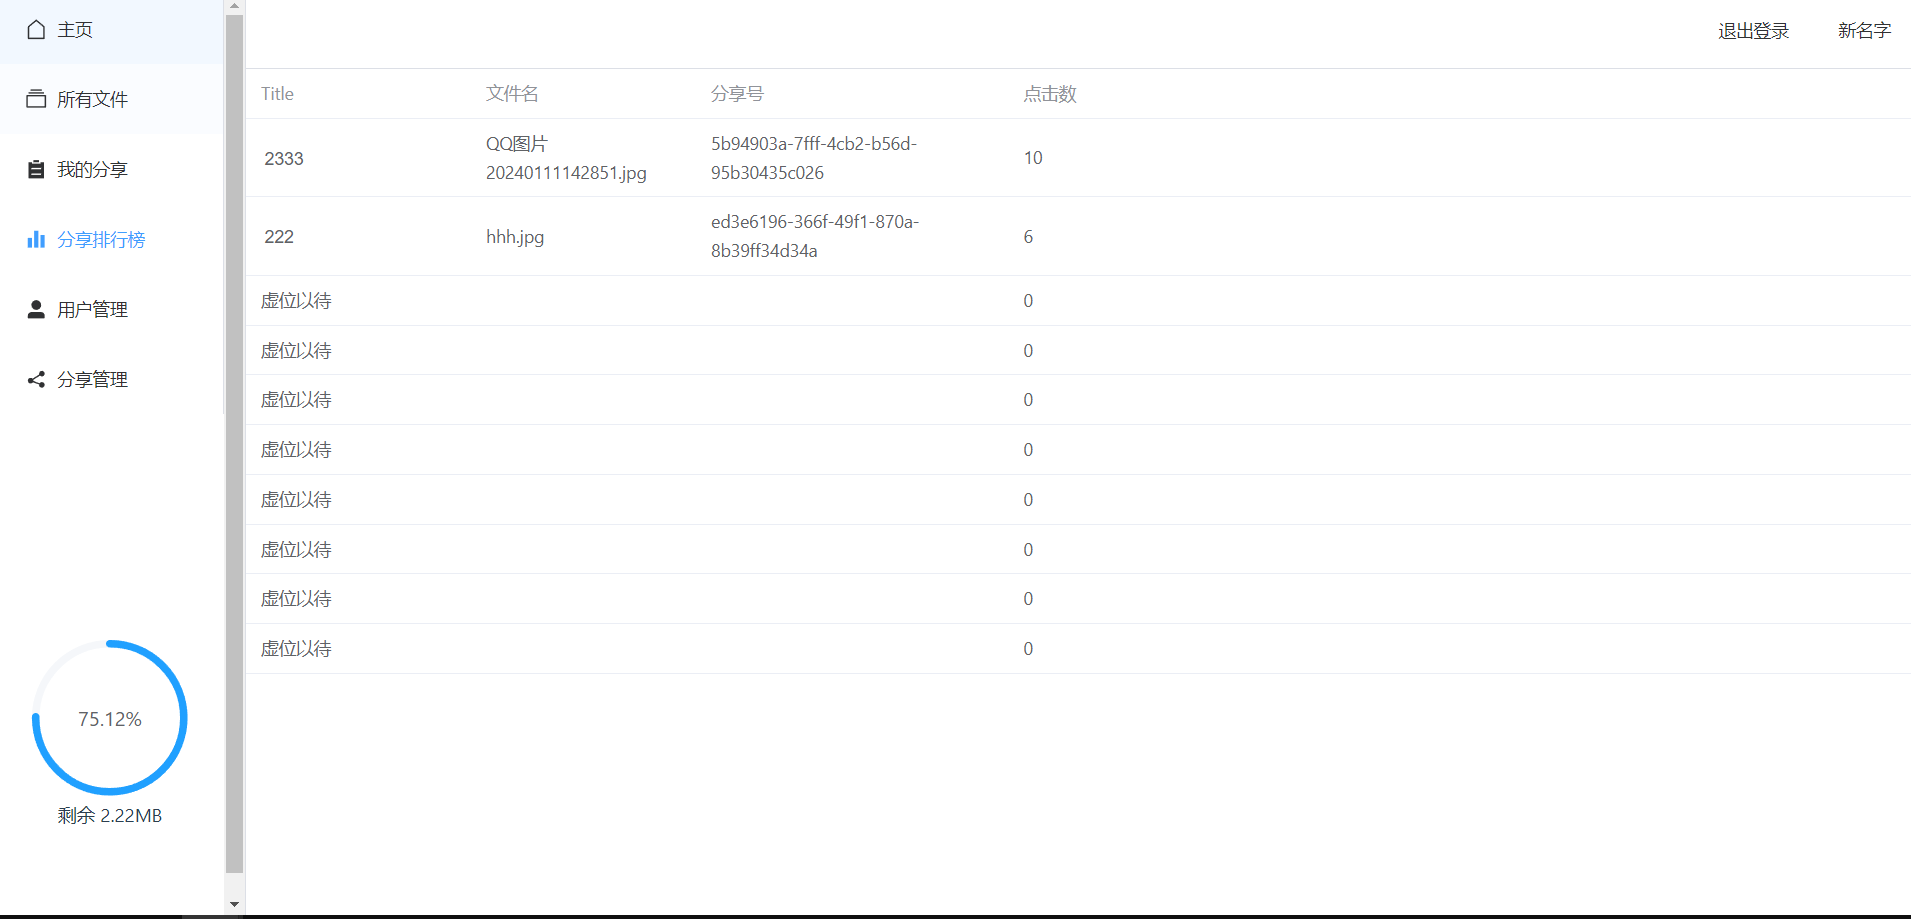 主页
所有文件
我的分享
分享排行榜
用户管理
分享管理
75.12%
剩余 2.22MB
退出登录 新名字
Title 文件名 分享号 点击数
2333 QQ图片20240111142851.jpg 5b94903a-7fff-4cb2-b56d-95b30435c026 10
222 hhh.jpg ed3e6196-366f-49f1-870a-8b39ff34d34a 6
虚位以待 0
虚位以待 0
虚位以待 0
虚位以待 0
虚位以待 0
虚位以待 0
虚位以待 0
虚位以待 0